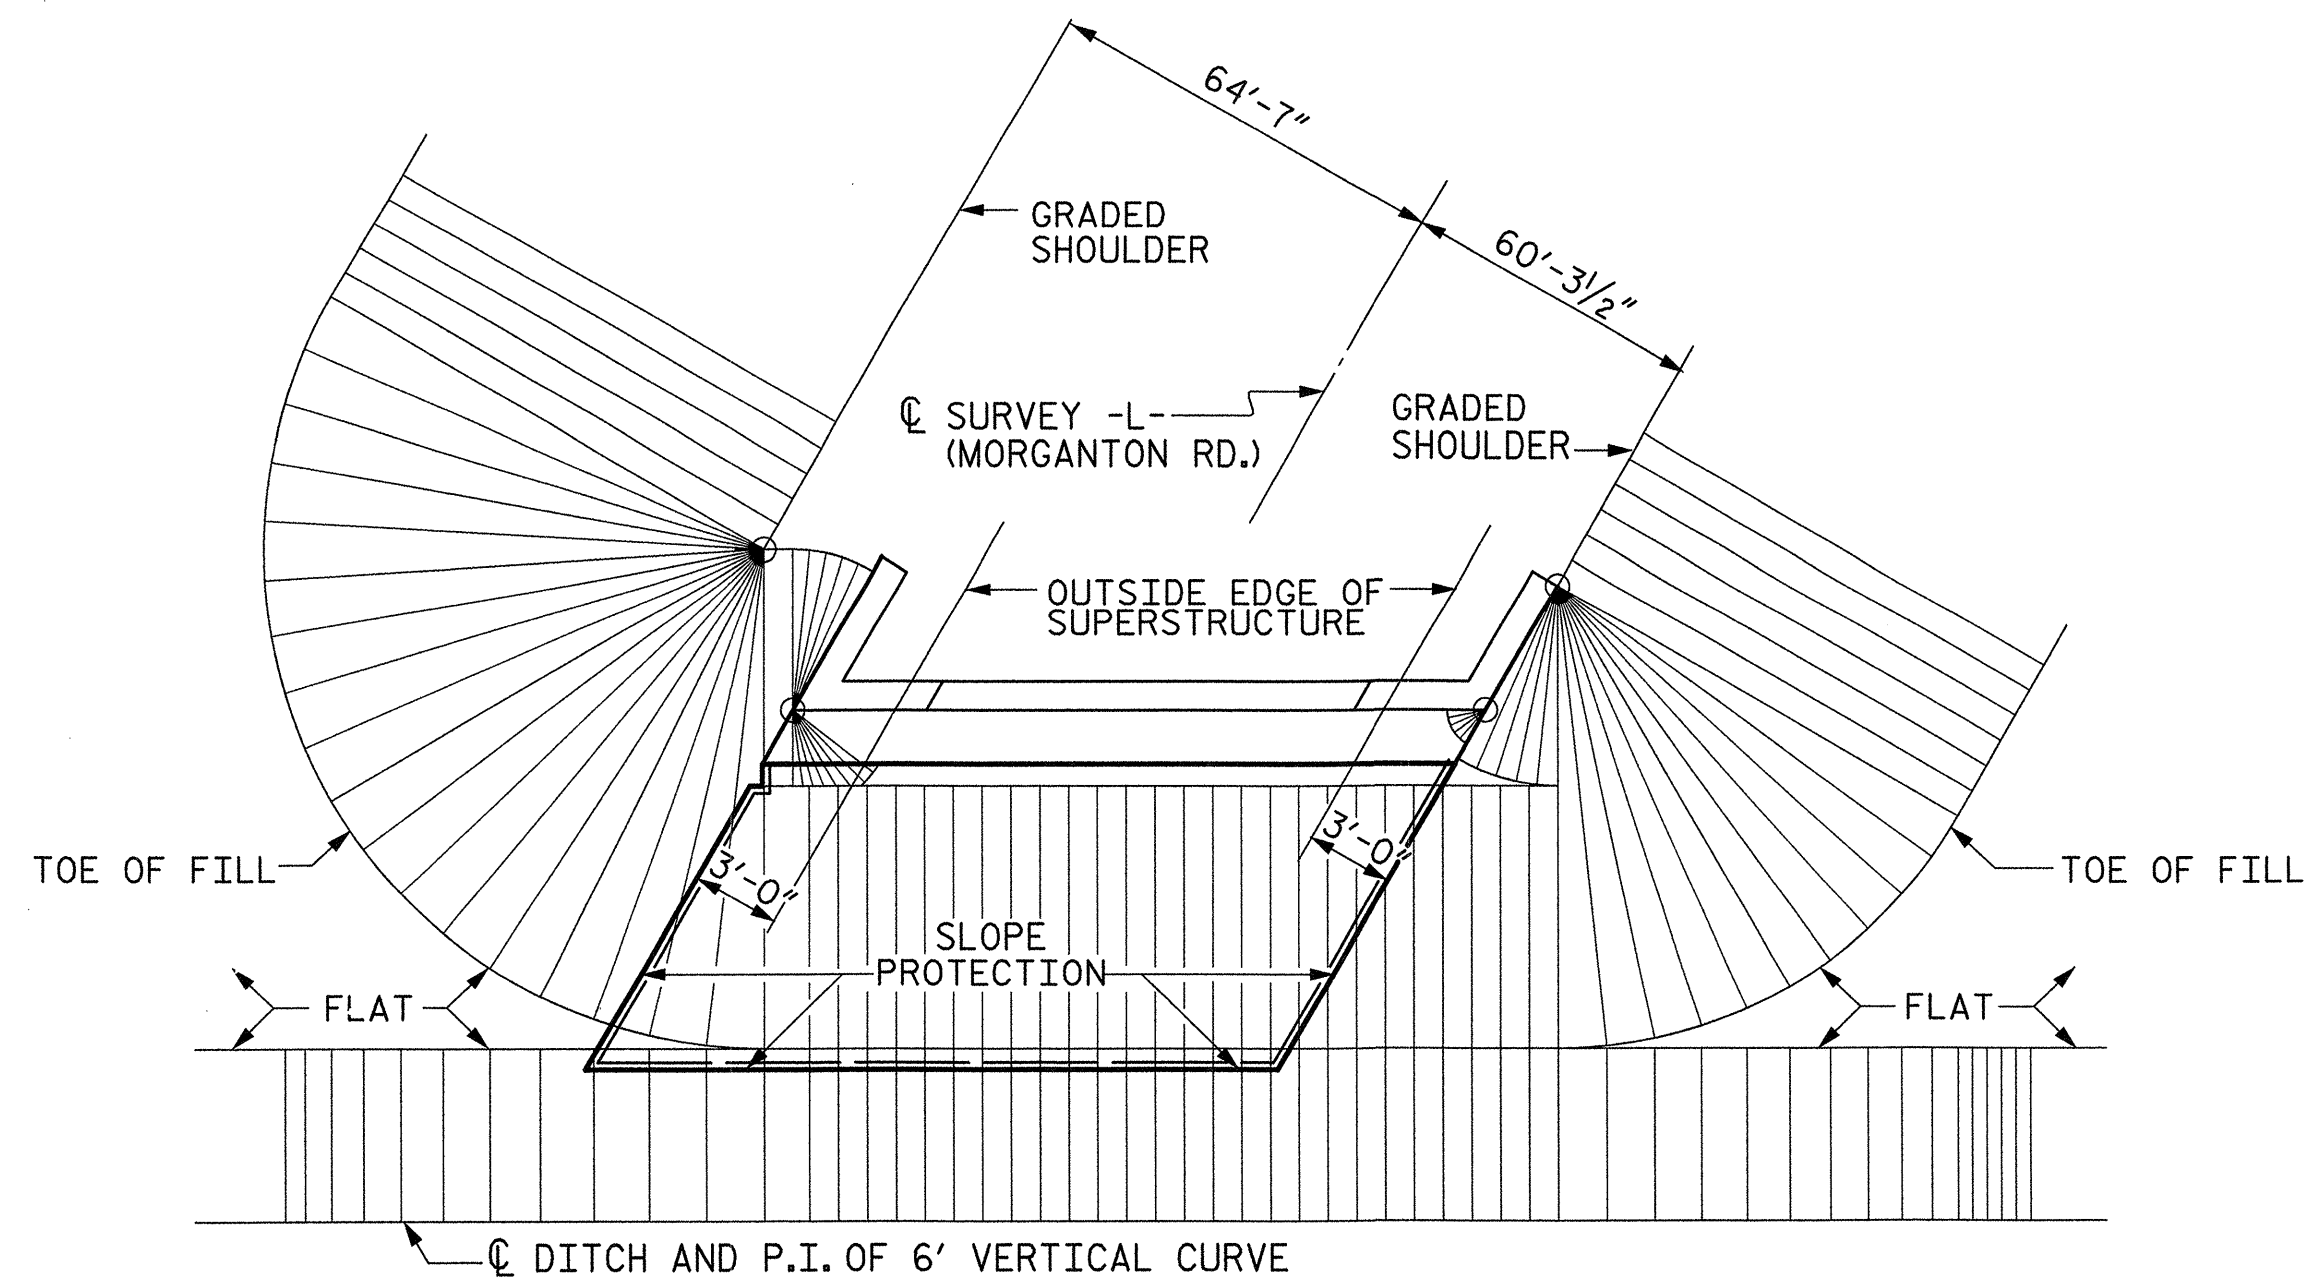 64'-7"
60'-3½"
GRADED
SHOULDER
℄ SURVEY -L-
(MORGANTON RD.)
GRADED
SHOULDER
OUTSIDE EDGE OF
SUPERSTRUCTURE
3'-0"
3'-0"
TOE OF FILL
TOE OF FILL
SLOPE
PROTECTION
FLAT
FLAT
℄ DITCH AND P.I. OF 6' VERTICAL CURVE